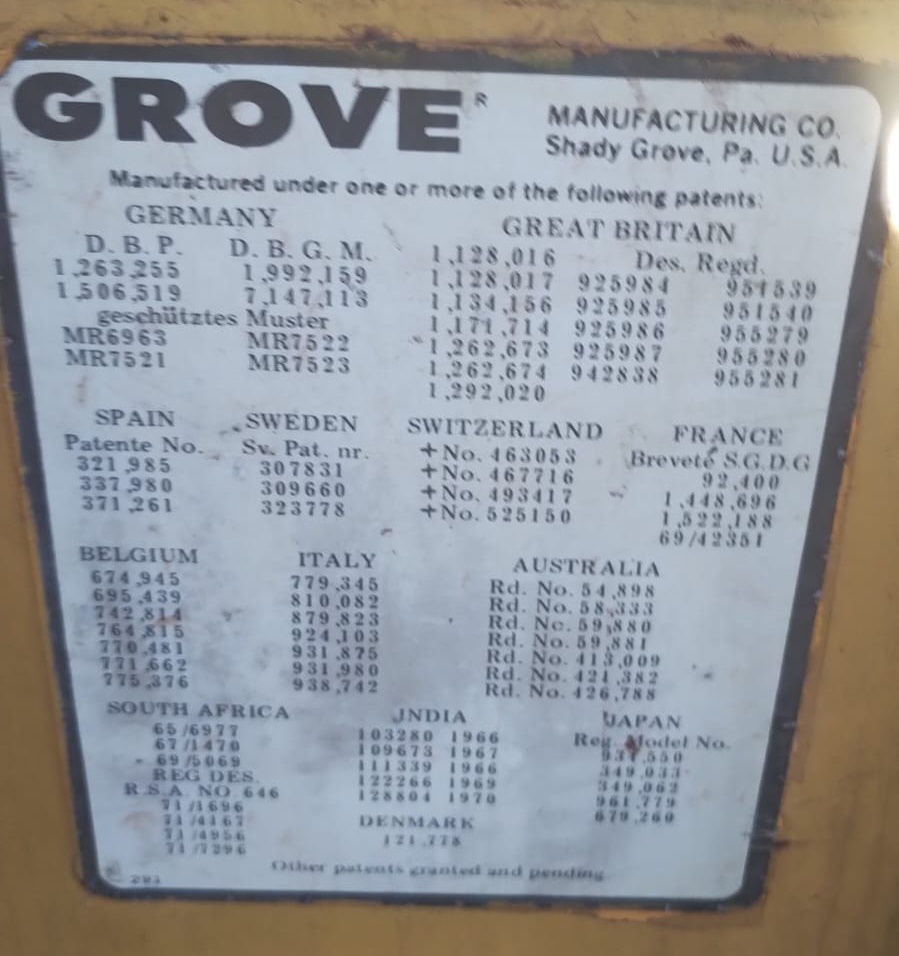 GROVE R
MANUFACTURING CO.
Shady Grove, Pa. U.S.A.
Manufactured under one or more of the following patents:
GERMANY
D. B. P. D. B. G. M.
1,263,255 1,992,159
1,506,519 7,147,113
geschütztes Muster
MR6963 MR7522
MR7521 MR7523
GREAT BRITAIN
1,128,016 Des. Regd.
1,128,017 925984 951539
1,134,156 925985 951540
1,171,714 925986 955279
1,262,673 925987 955280
1,262,674 942838 955281
1,292,020
SPAIN
Patente No.
321,985
337,980
371,261
SWEDEN
Sv. Pat. nr.
307831
309660
323778
SWITZERLAND
+No. 463053
+No. 467716
+No. 493417
+No. 525150
FRANCE
Breveté S.G.D.G
92,400
1,448,696
1,522,188
69/42351
BELGIUM
674,945
695,439
742,814
764,815
770,481
771,662
775,376
ITALY
779,345
810,082
879,823
924,103
931,875
931,980
938,742
AUSTRALIA
Rd. No. 54,898
Rd. No. 58,333
Rd. No. 59,880
Rd. No. 59,881
Rd. No. 413,009
Rd. No. 421,382
Rd. No. 426,788
SOUTH AFRICA
65/6977
67/1470
69/5069
REG DES.
R.S.A. NO. 646
71/1696
71/4167
71/4956
71/7296
INDIA
103280 1966
109673 1967
111339 1966
122266 1969
128804 1970
DENMARK
121,778
JAPAN
Reg. Model No.
349,033
349,062
961,779
679,260
Other patents granted and pending